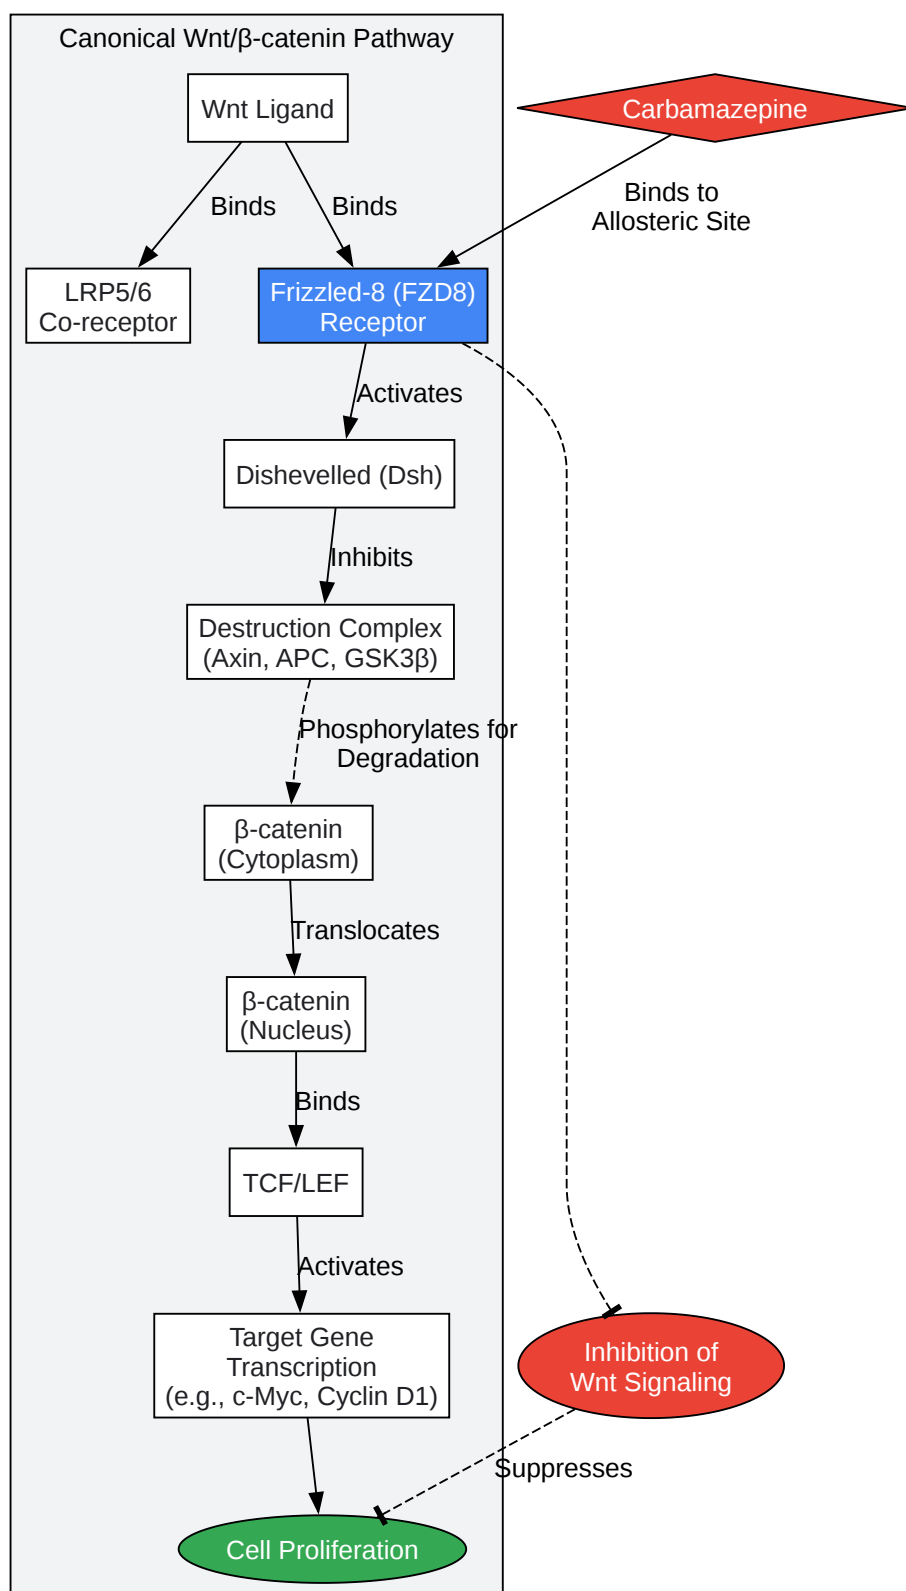 Canonical Wnt/β-catenin Pathway
Wnt Ligand
Carbamazepine
Binds
Binds
Binds to
Allosteric Site
LRP5/6
Co-receptor
Frizzled-8 (FZD8)
Receptor
Activates
Dishevelled (Dsh)
Inhibits
Destruction Complex
(Axin, APC, GSK3β)
Phosphorylates for
Degradation
β-catenin
(Cytoplasm)
Translocates
β-catenin
(Nucleus)
Binds
TCF/LEF
Activates
Target Gene
Transcription
(e.g., c-Myc, Cyclin D1)
Inhibition of
Wnt Signaling
Suppresses
Cell Proliferation